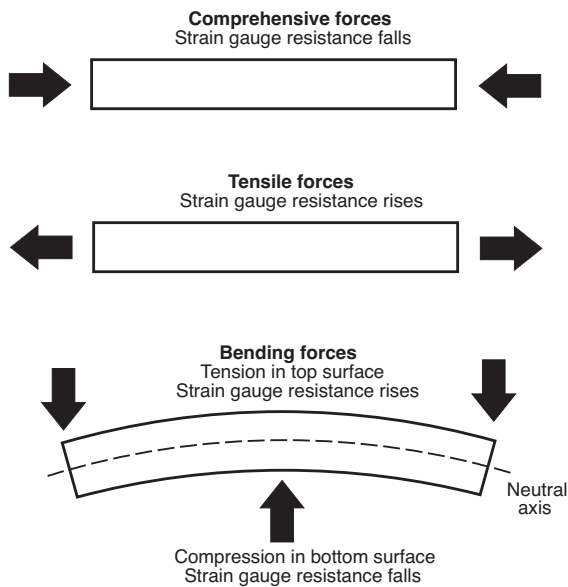 Comprehensive forces
Strain gauge resistance falls
Tensile forces
Strain gauge resistance rises
Bending forces
Tension in top surface
Strain gauge resistance rises
Neutral
axis
Compression in bottom surface
Strain gauge resistance falls